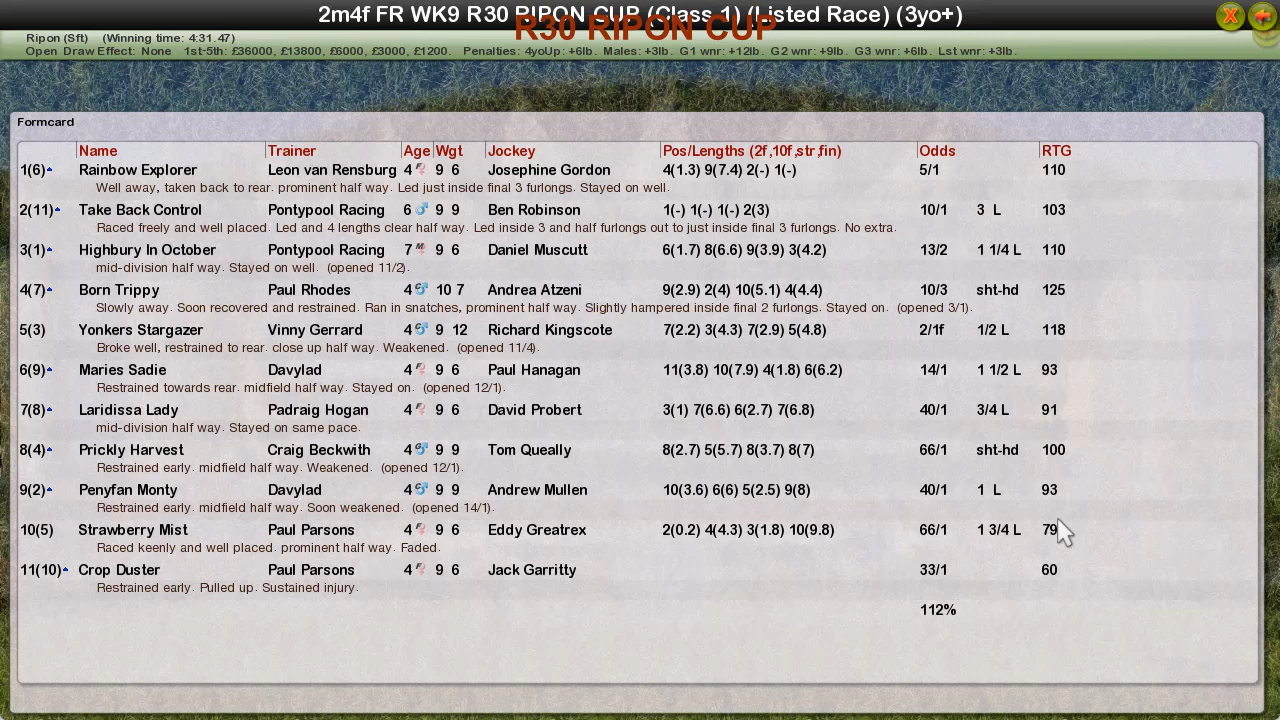 2m4f FR WK9 R30 RIPON CUP (Class 1) (Listed Race) (3yo+)
R30 RIPON CUP
Ripon (Sft) (Winning time: 4:31.47)
Open Draw Effect: None 1st-5th: £36000, £13800, £6000, £3000, £1200. Penalties: 4yoUp: +6lb. Males: +3lb. G1 wnr: +12lb. G2 wnr: +9lb. G3 wnr: +6lb. Lst wnr: +3lb.
Formcard
Name Trainer Age Wgt Jockey Pos/Lengths (2f,10f,str,fin) Odds RTG
1(6) Rainbow Explorer Leon van Rensburg 4 9 6 Josephine Gordon 4(1.3) 9(7.4) 2(-) 1(-) 5/1 110
Well away, taken back to rear. prominent half way. Led just inside final 3 furlongs. Stayed on well.
2(11) Take Back Control Pontypool Racing 6 9 9 Ben Robinson 1(-) 1(-) 1(-) 2(3) 10/1 3 L 103
Raced freely and well placed. Led and 4 lengths clear half way. Led inside 3 and half furlongs out to just inside final 3 furlongs. No extra.
3(1) Highbury In October Pontypool Racing 7 9 6 Daniel Muscutt 6(1.7) 8(6.6) 9(3.9) 3(4.2) 13/2 1 1/4 L 110
mid-division half way. Stayed on well. (opened 11/2).
4(7) Born Trippy Paul Rhodes 4 10 7 Andrea Atzeni 9(2.9) 2(4) 10(5.1) 4(4.4) 10/3 sht-hd 125
Slowly away. Soon recovered and restrained. Ran in snatches, prominent half way. Slightly hampered inside final 2 furlongs. Stayed on. (opened 3/1).
5(3) Yonkers Stargazer Vinny Gerrard 4 9 12 Richard Kingscote 7(2.2) 3(4.3) 7(2.9) 5(4.8) 2/1f 1/2 L 118
Broke well, restrained to rear. close up half way. Weakened. (opened 11/4).
6(9) Maries Sadie Davylad 4 9 6 Paul Hanagan 11(3.8) 10(7.9) 4(1.8) 6(6.2) 14/1 1 1/2 L 93
Restrained towards rear. midfield half way. Stayed on. (opened 12/1).
7(8) Laridissa Lady Padraig Hogan 4 9 6 David Probert 3(1) 7(6.6) 6(2.7) 7(6.8) 40/1 3/4 L 91
mid-division half way. Stayed on same pace.
8(4) Prickly Harvest Craig Beckwith 4 9 9 Tom Queally 8(2.7) 5(5.7) 8(3.7) 8(7) 66/1 sht-hd 100
Restrained early. midfield half way. Weakened. (opened 12/1).
9(2) Penyfan Monty Davylad 4 9 9 Andrew Mullen 10(3.6) 6(6) 5(2.5) 9(8) 40/1 1 L 93
Restrained early. midfield half way. Soon weakened. (opened 14/1).
10(5) Strawberry Mist Paul Parsons 4 9 6 Eddy Greatrex 2(0.2) 4(4.3) 3(1.8) 10(9.8) 66/1 1 3/4 L 79
Raced keenly and well placed. prominent half way. Faded.
11(10) Crop Duster Paul Parsons 4 9 6 Jack Garritty 33/1 60
Restrained early. Pulled up. Sustained injury.
112%